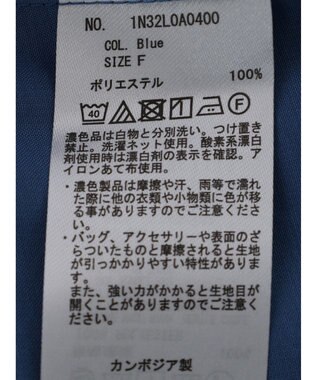 NO. 1N32L0A0400
COL. Blue
SIZE F
ポリエステル 100%
40 F
濃色品は白物と分別洗い。つけ置き
禁止。洗濯ネット使用。酸素系漂白
剤使用時は漂白剤の表示を確認。ア
イロンあて布使用。
・濃色製品は摩擦や汗、雨等で濡れ
た際に他の衣類や小物類に色が移
る事がありますのでご注意くださ
い。
・バッグ、アクセサリーや表面のざ
らついたものと摩擦されると生地
が引っかかりやすい特性がありま
す。
また、強い力がかかると生地目が
開くことがありますのでご注意く
ださい。
カンボジア製